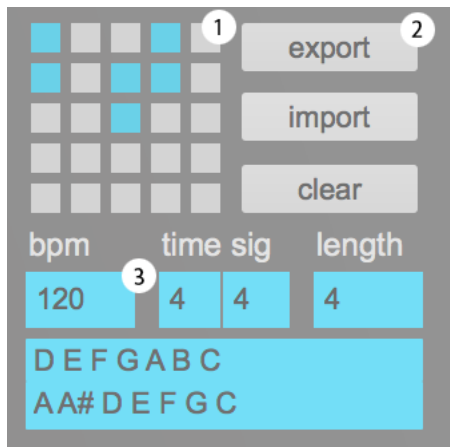 1
2
export
import
clear
bpm time sig length
3
120 4 4 4
D E F G A B C
A A# D E F G C